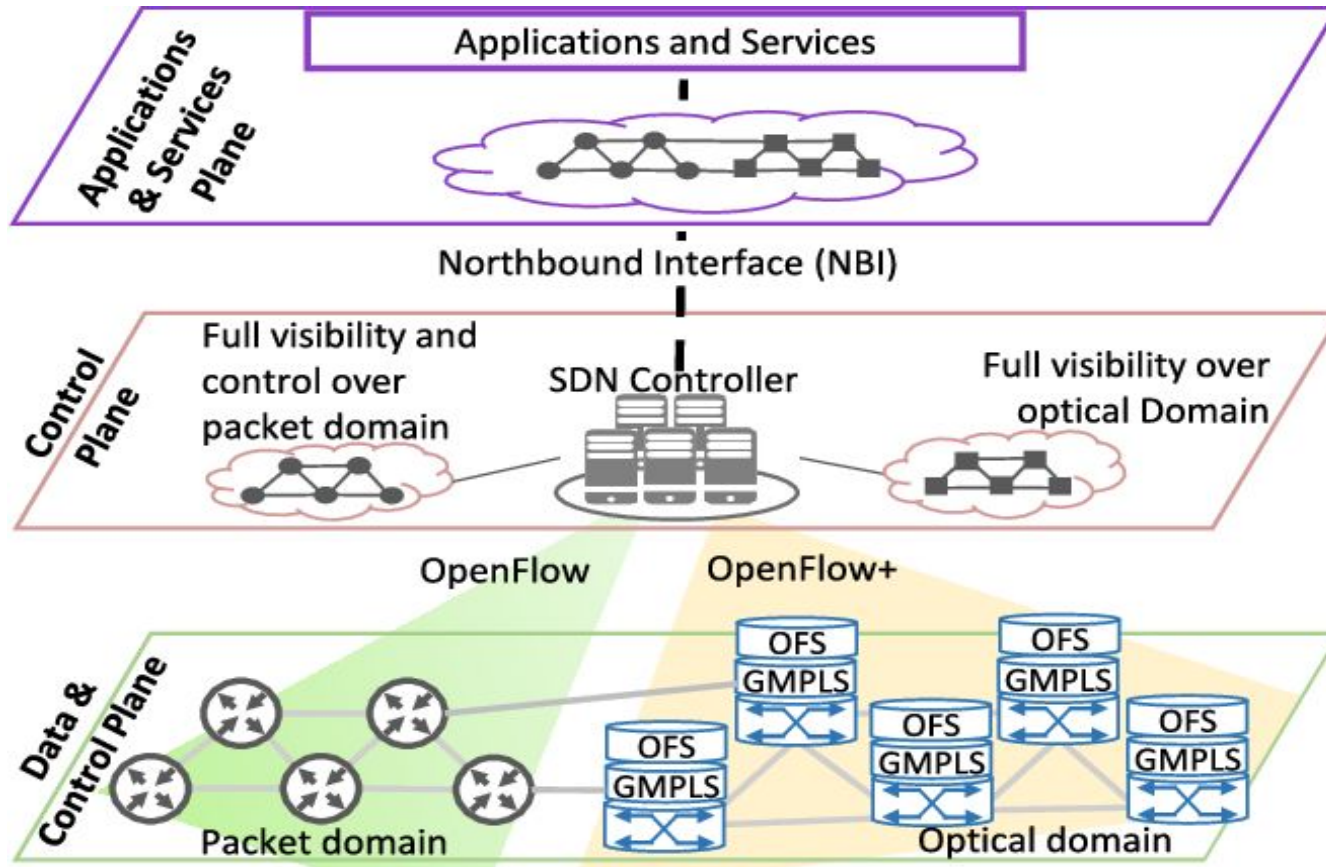 Applications and Services
Applications
& Services
Plane
Northbound Interface (NBI)
Control
Plane
Full visibility and
control over
packet domain
SDN Controller
Full visibility over
optical Domain
OpenFlow
OpenFlow+
Data &
Control Plane
OFS
GMPLS
OFS
GMPLS
OFS
GMPLS
OFS
GMPLS
OFS
GMPLS
Packet domain
Optical domain